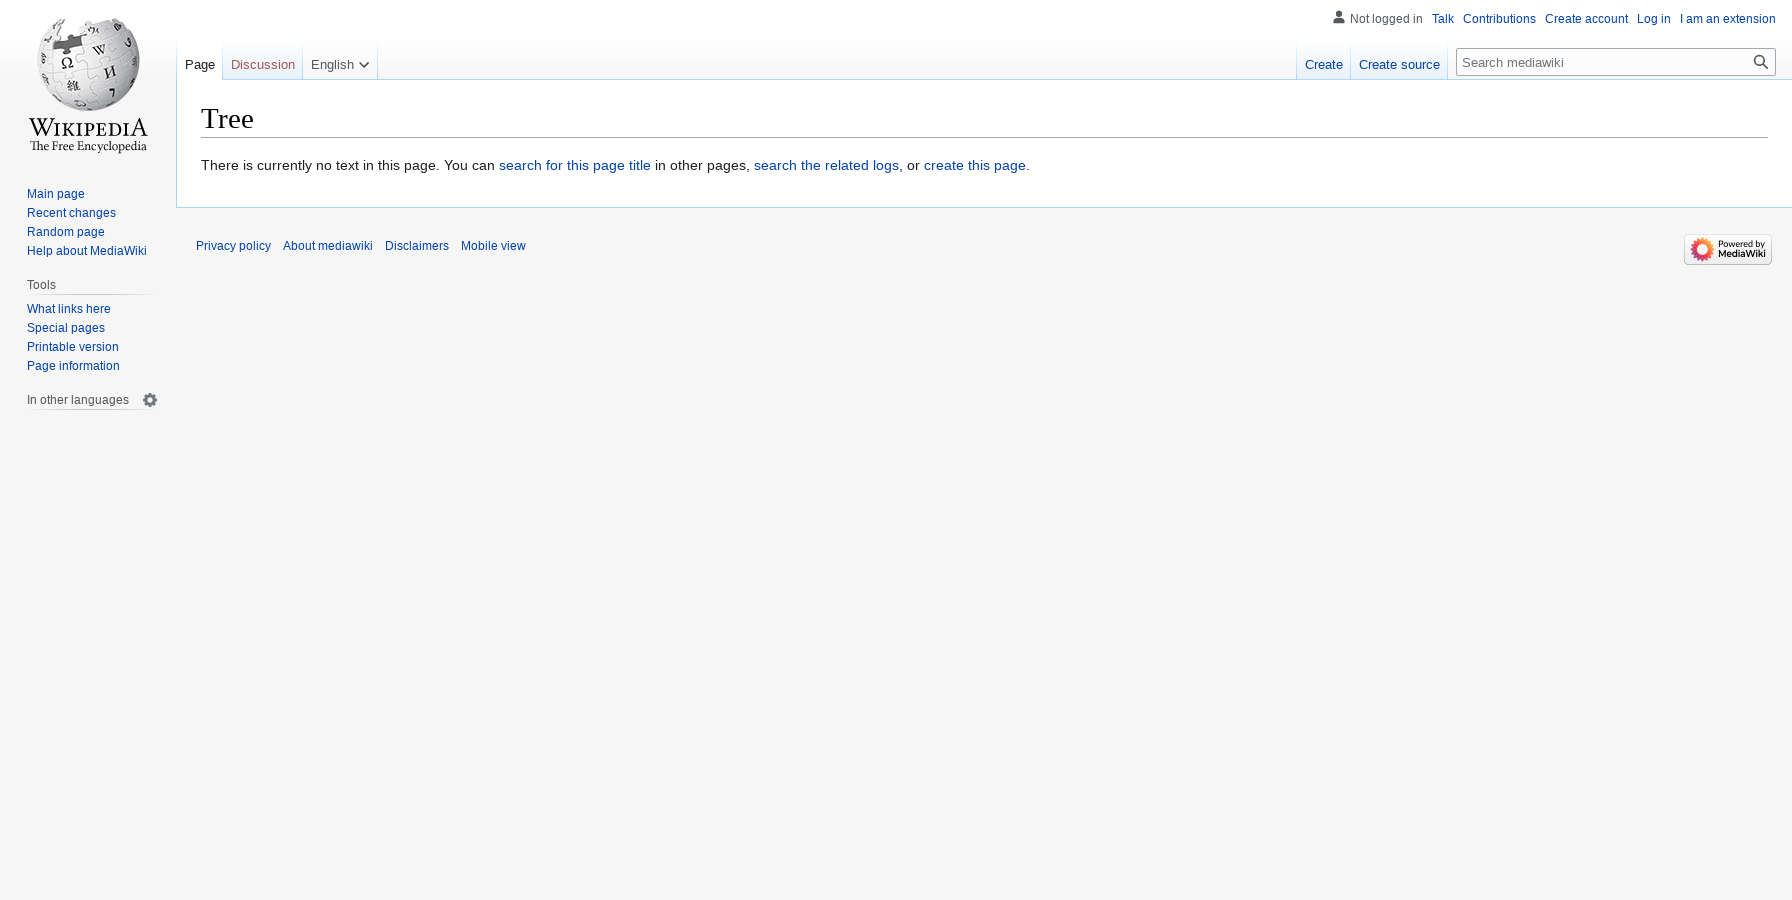 Not logged in Talk Contributions Create account Log in I am an extension
Page Discussion English Create Create source Search mediawiki
WIKIPEDIA
The Free Encyclopedia
Tree
There is currently no text in this page. You can search for this page title in other pages, search the related logs, or create this page.
Main page
Recent changes
Random page
Help about MediaWiki
Tools
What links here
Special pages
Printable version
Page information
In other languages
Privacy policy About mediawiki Disclaimers Mobile view
Powered by
MediaWiki